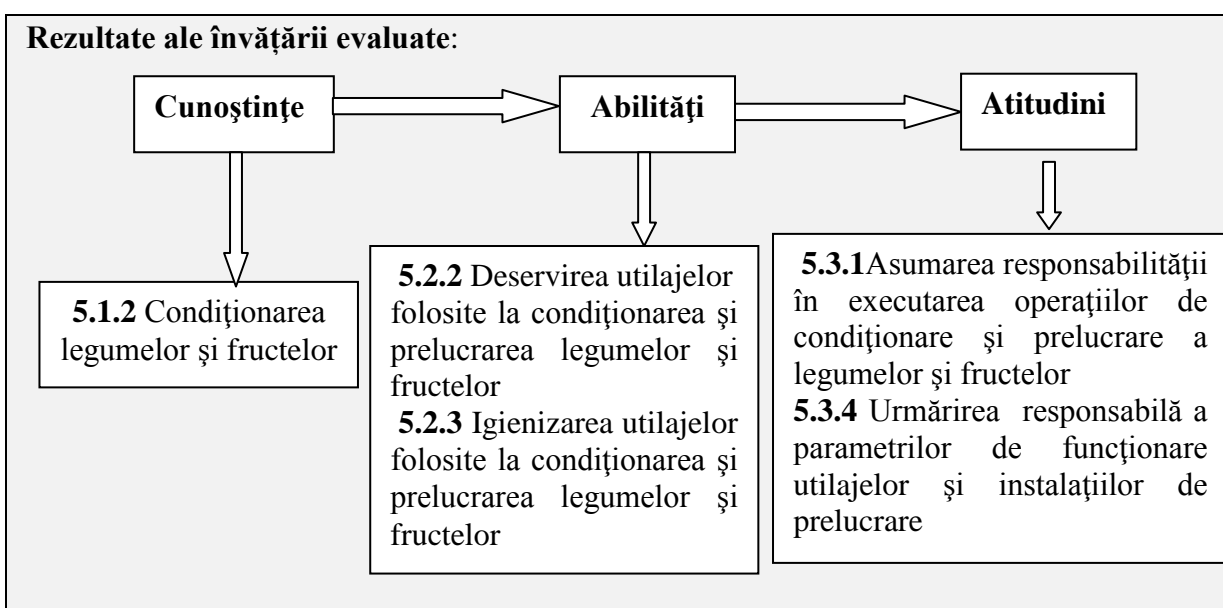 Rezultate ale învățării evaluate:
Cunoştinţe
Abilităţi
Atitudini
5.1.2 Condiţionarea
legumelor şi fructelor
5.2.2 Deservirea utilajelor
folosite la condiţionarea şi
prelucrarea legumelor şi
fructelor
5.2.3 Igienizarea utilajelor
folosite la condiţionarea şi
prelucrarea legumelor şi
fructelor
5.3.1Asumarea responsabilităţii
în executarea operaţiilor de
condiţionare şi prelucrare a
legumelor şi fructelor
5.3.4 Urmărirea responsabilă a
parametrilor de funcţionare
utilajelor şi instalaţiilor de
prelucrare